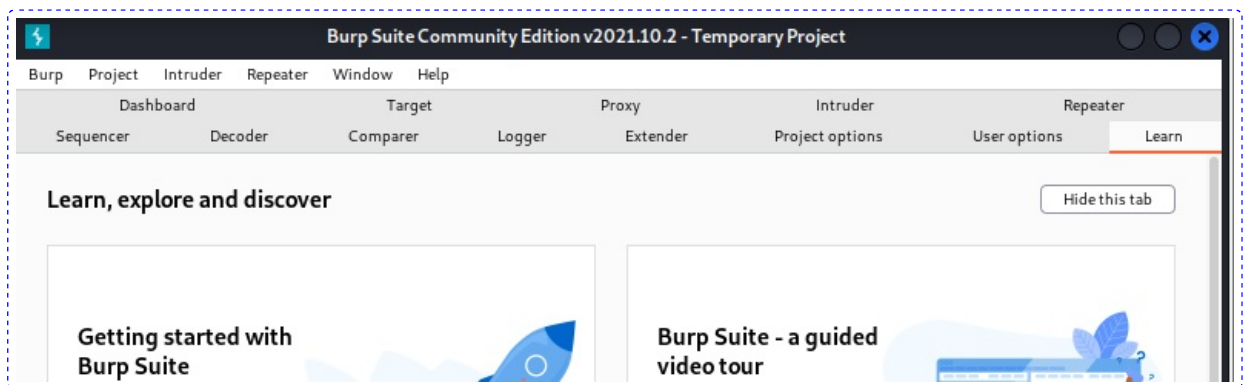 Burp Suite Community Edition v2021.10.2 - Temporary Project
Burp Project Intruder Repeater Window Help
Dashboard Target Proxy Intruder Repeater
Sequencer Decoder Comparer Logger Extender Project options User options Learn
Learn, explore and discover
Hide this tab
Getting started with
Burp Suite
Burp Suite - a guided
video tour
? ?